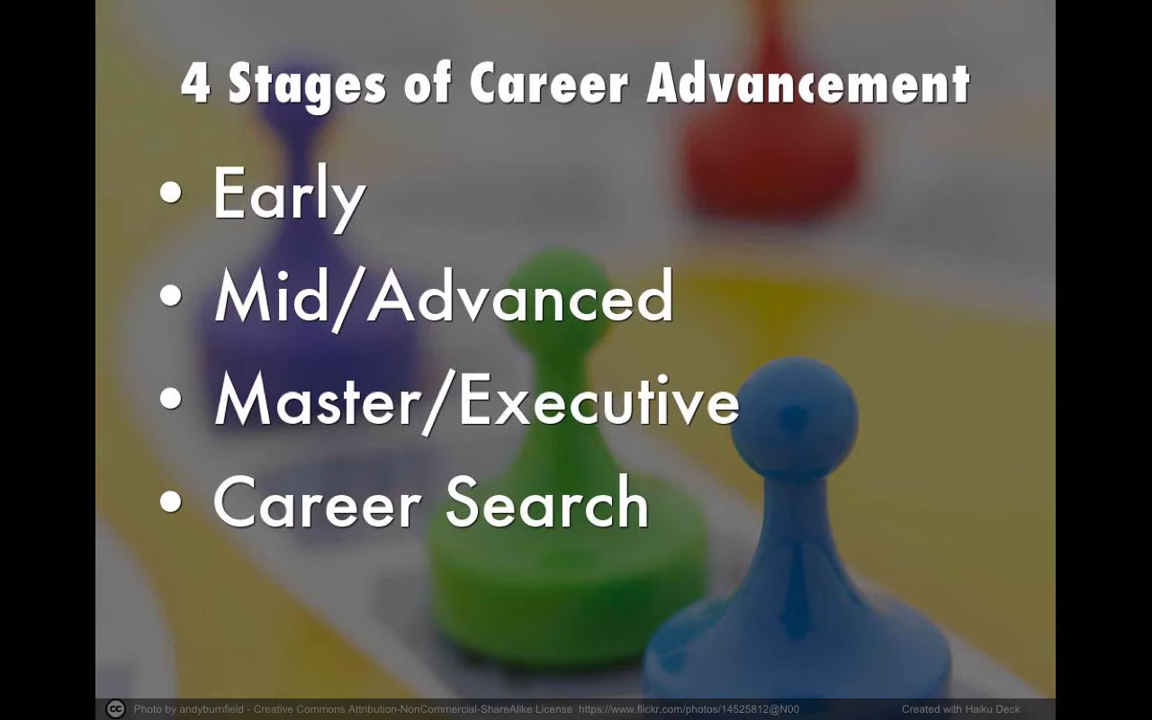 4 Stages of Career Advancement
• Early
• Mid/Advanced
• Master/Executive
• Career Search
cc Photo by andyburnfield - Creative Commons Attribution-NonCommercial-ShareAlike License https://www.flickr.com/photos/14525812@N00 Created with Haiku Deck